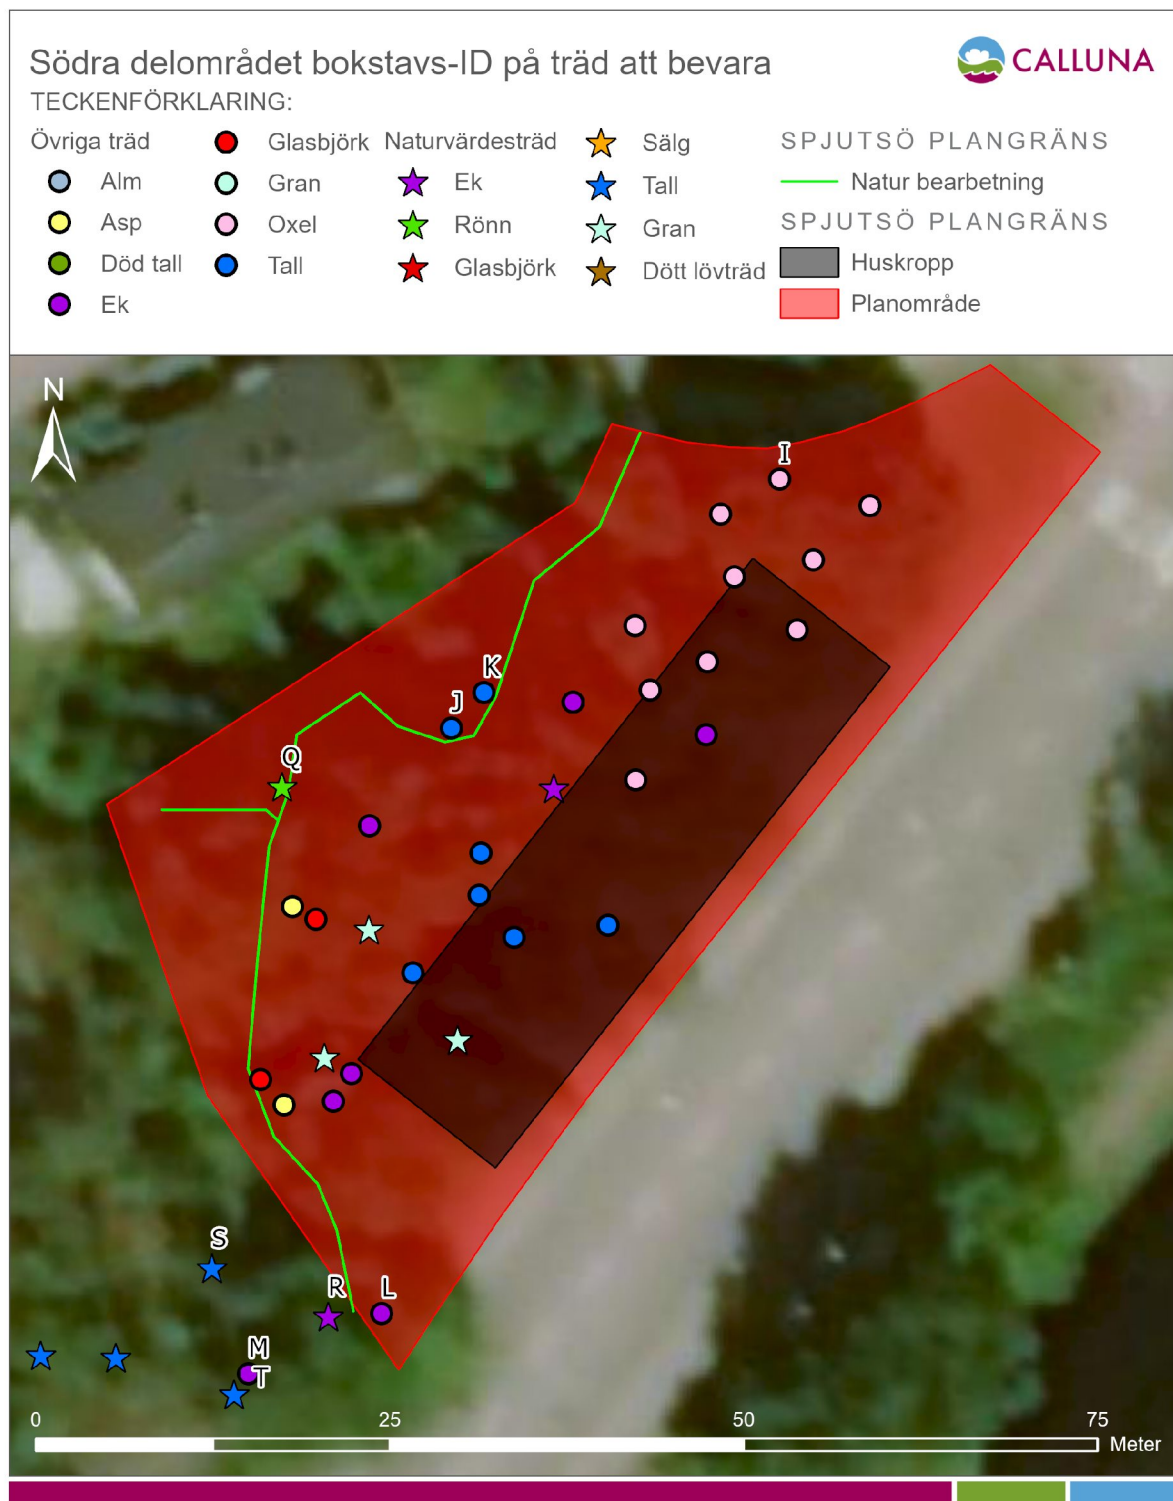 Södra delområdet bokstavs-ID på träd att bevara
CALLUNA
TECKENFÖRKLARING:
Övriga träd
Alm
Asp
Död tall
Ek
Glasbjörk
Gran
Oxel
Tall
Naturvärdesträd
Ek
Rönn
Glasbjörk
Sälg
Tall
Gran
Dött lövträd
SPJUTSÖ PLANGRÄNS
Natur bearbetning
SPJUTSÖ PLANGRÄNS
Huskropp
Planområde
N
I
K
J
Q
S
R
L
M
T
0 25 50 75
Meter